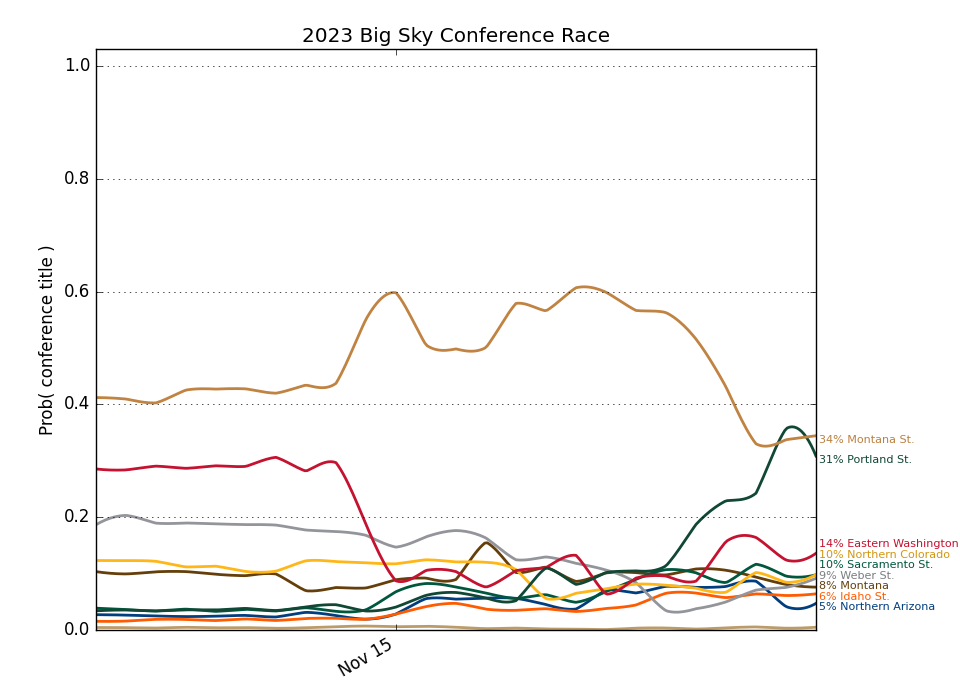 2023 Big Sky Conference Race
Prob( conference title )
1.0
0.8
0.6
0.4
0.2
0.0
Nov 15
34% Montana St.
31% Portland St.
14% Eastern Washington
10% Northern Colorado
10% Sacramento St.
9% Weber St.
8% Montana
6% Idaho St.
5% Northern Arizona